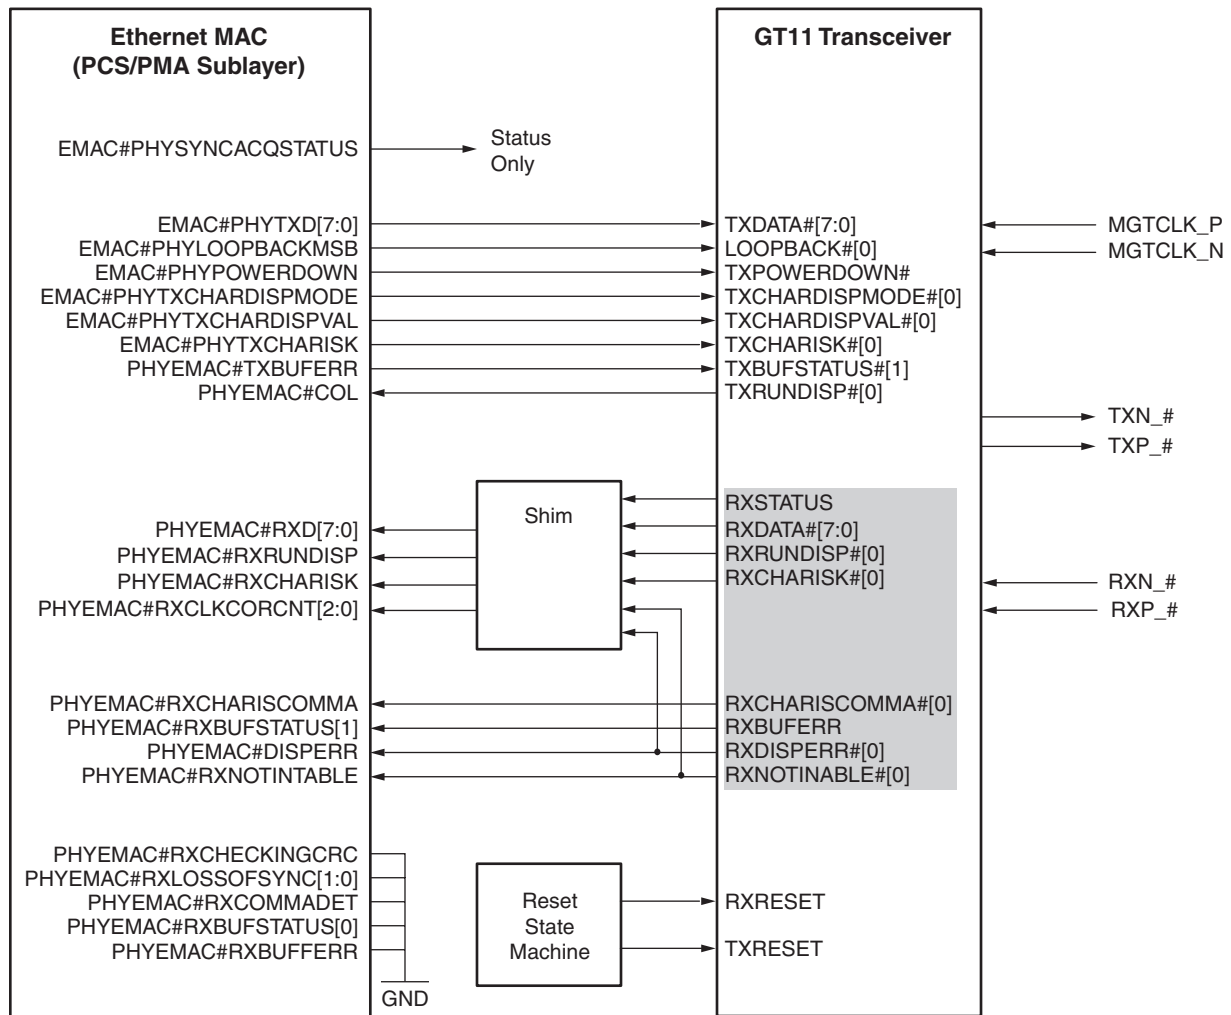 Ethernet MAC
(PCS/PMA Sublayer)
GT11 Transceiver
EMAC#PHYSYNCACQSTATUS
Status
Only
EMAC#PHYTXD[7:0]
TXDATA#[7:0]
MGTCLK_P
EMAC#PHYLOOPBACKMSB
LOOPBACK#[0]
MGTCLK_N
EMAC#PHYPOWERDOWN
TXPOWERDOWN#
EMAC#PHYTXCHARDISPMODE
TXCHARDISPMODE#[0]
EMAC#PHYTXCHARDISPVAL
TXCHARDISPVAL#[0]
EMAC#PHYTXCHARISK
TXCHARISK#[0]
PHYEMAC#TXBUFERR
TXBUFSTATUS#[1]
PHYEMAC#COL
TXRUNDISP#[0]
TXN_#
TXP_#
Shim
RXSTATUS
PHYEMAC#RXD[7:0]
RXDATA#[7:0]
PHYEMAC#RXRUNDISP
RXRUNDISP#[0]
PHYEMAC#RXCHARISK
RXCHARISK#[0]
RXN_#
PHYEMAC#RXCLKCORCNT[2:0]
RXP_#
PHYEMAC#RXCHARISCOMMA
RXCHARISCOMMA#[0]
PHYEMAC#RXBUFSTATUS[1]
RXBUFERR
PHYEMAC#DISPERR
RXDISPERR#[0]
PHYEMAC#RXNOTINTABLE
RXNOTINABLE#[0]
PHYEMAC#RXCHECKINGCRC
PHYEMAC#RXLOSSOFSYNC[1:0]
PHYEMAC#RXCOMMADET
PHYEMAC#RXBUFSTATUS[0]
PHYEMAC#RXBUFFERR
GND
Reset
State
Machine
RXRESET
TXRESET